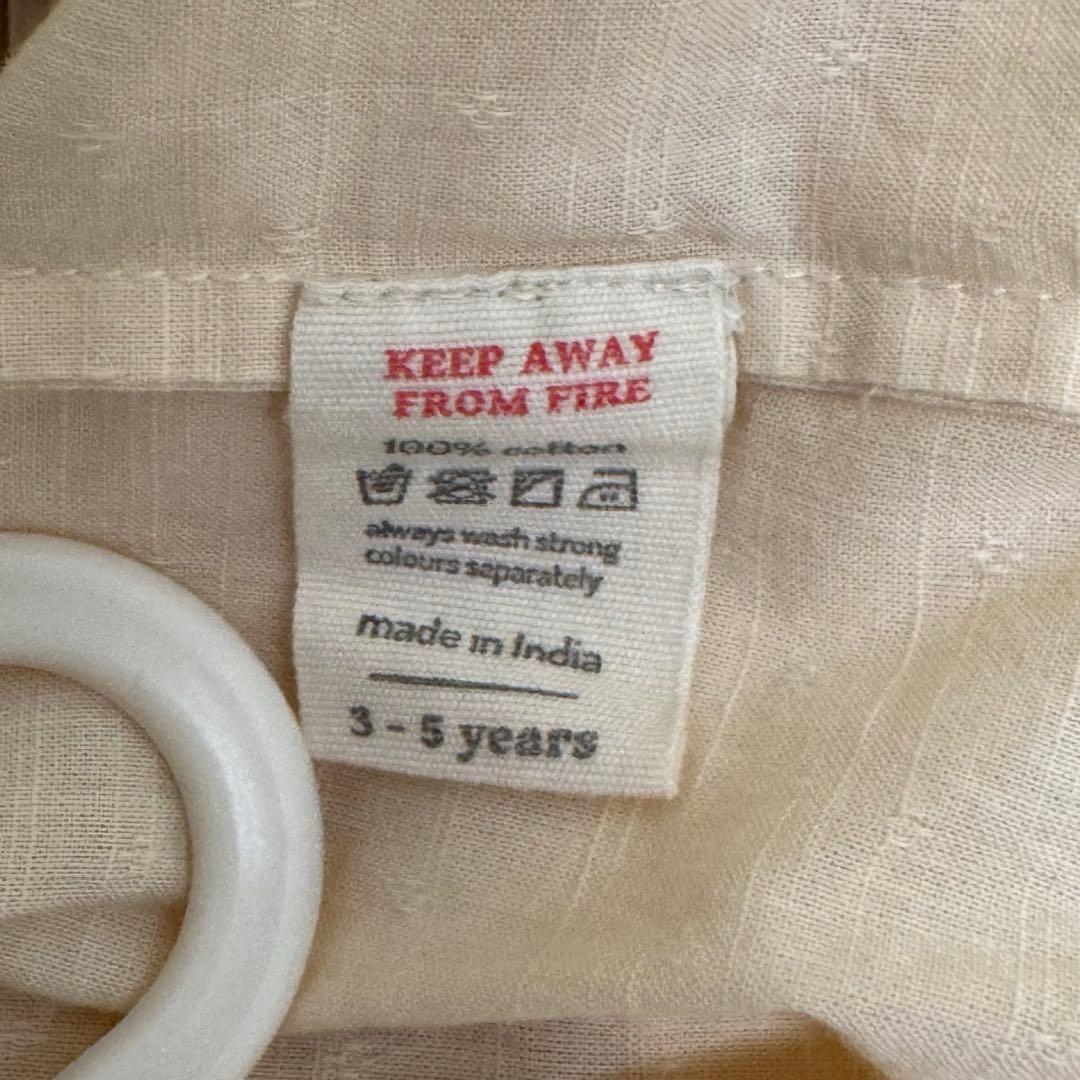 KEEP AWAY
FROM FIRE
100% cotton
always wash strong
colours separately
made in India
3 - 5 years